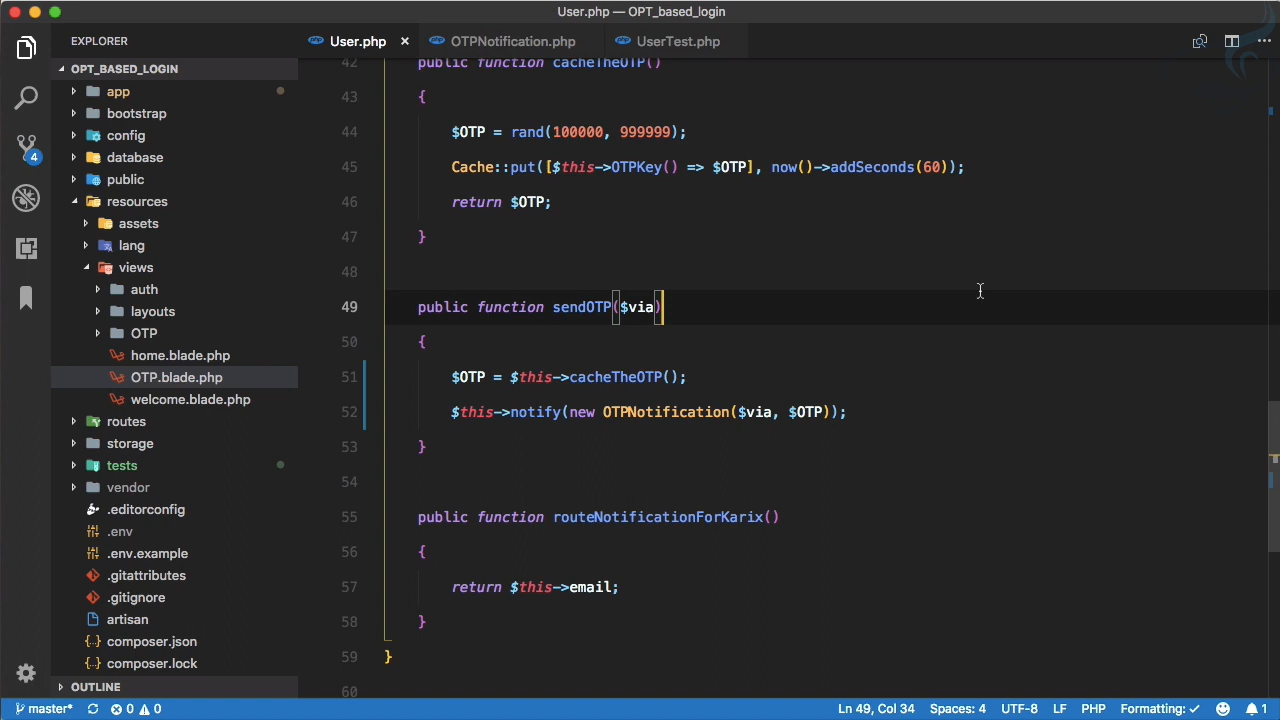 User.php — OPT_based_login
EXPLORER
User.php ×
OTPNotification.php
UserTest.php
OPT_BASED_LOGIN
app
bootstrap
config
database
public
resources
assets
lang
views
auth
layouts
OTP
home.blade.php
OTP.blade.php
welcome.blade.php
routes
storage
tests
vendor
.editorconfig
.env
.env.example
.gitattributes
.gitignore
artisan
composer.json
composer.lock
OUTLINE
4
42 public function cacheTheOTP()
43 {
44 $OTP = rand(100000, 999999);
45 Cache::put([$this->OTPKey() => $OTP], now()->addSeconds(60));
46 return $OTP;
47 }
48
49 public function sendOTP($via)
50 {
51 $OTP = $this->cacheTheOTP();
52 $this->notify(new OTPNotification($via, $OTP));
53 }
54
55 public function routeNotificationForKarix()
56 {
57 return $this->email;
58 }
59 }
60
master* 0 0 Ln 49, Col 34 Spaces: 4 UTF-8 LF PHP Formatting: ✓ 1